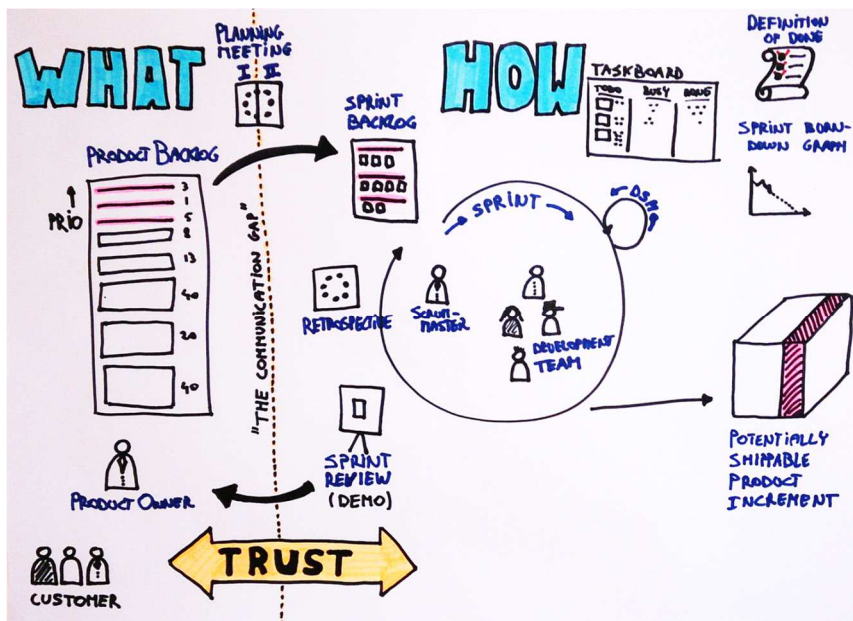 WHAT
PLANNING
MEETING
I II
HOW
DEFINITION
OF DONE
TASKBOARD
TODO BUSY DONE
SPRINT
BACKLOG
PRODUCT BACKLOG
PRIO
3
1
5
8
13
40
20
40
"THE COMMUNICATION GAP"
SPRINT BURN-
DOWN GRAPH
SPRINT
DSM
RETROSPECTIVE
SCRUM-
MASTER
DEVELOPMENT
TEAM
SPRINT
REVIEW
(DEMO)
PRODUCT OWNER
POTENTIALLY
SHIPPABLE
PRODUCT
INCREMENT
TRUST
CUSTOMER